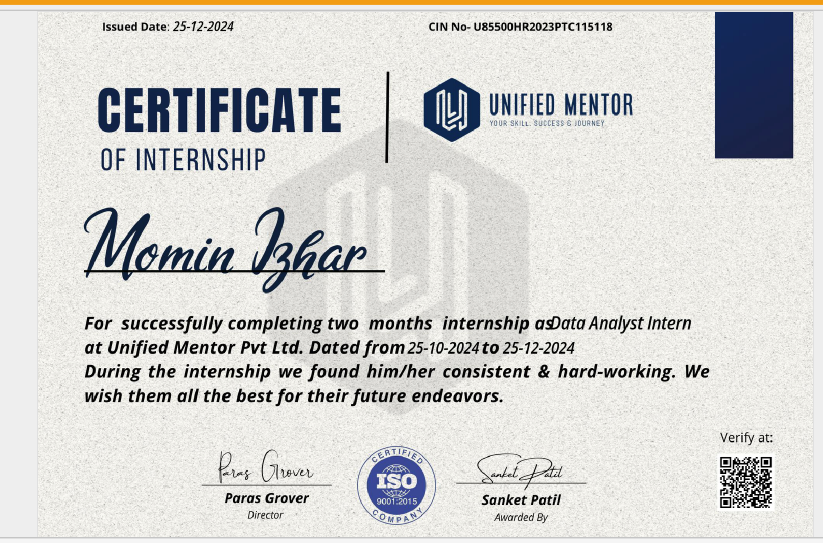 Issued Date: 25-12-2024
CIN No- U85500HR2023PTC115118
CERTIFICATE
OF INTERNSHIP
UNIFIED MENTOR
YOUR SKILL, SUCCESS & JOURNEY
Momin Izhar
For successfully completing two months internship as Data Analyst Intern
at Unified Mentor Pvt Ltd. Dated from 25-10-2024 to 25-12-2024
During the internship we found him/her consistent & hard-working. We
wish them all the best for their future endeavors.
Verify at:
Paras Grover
Paras Grover
Director
CERTIFIED
ISO
9001:2015
COMPANY
Sanket Patil
Sanket Patil
Awarded By